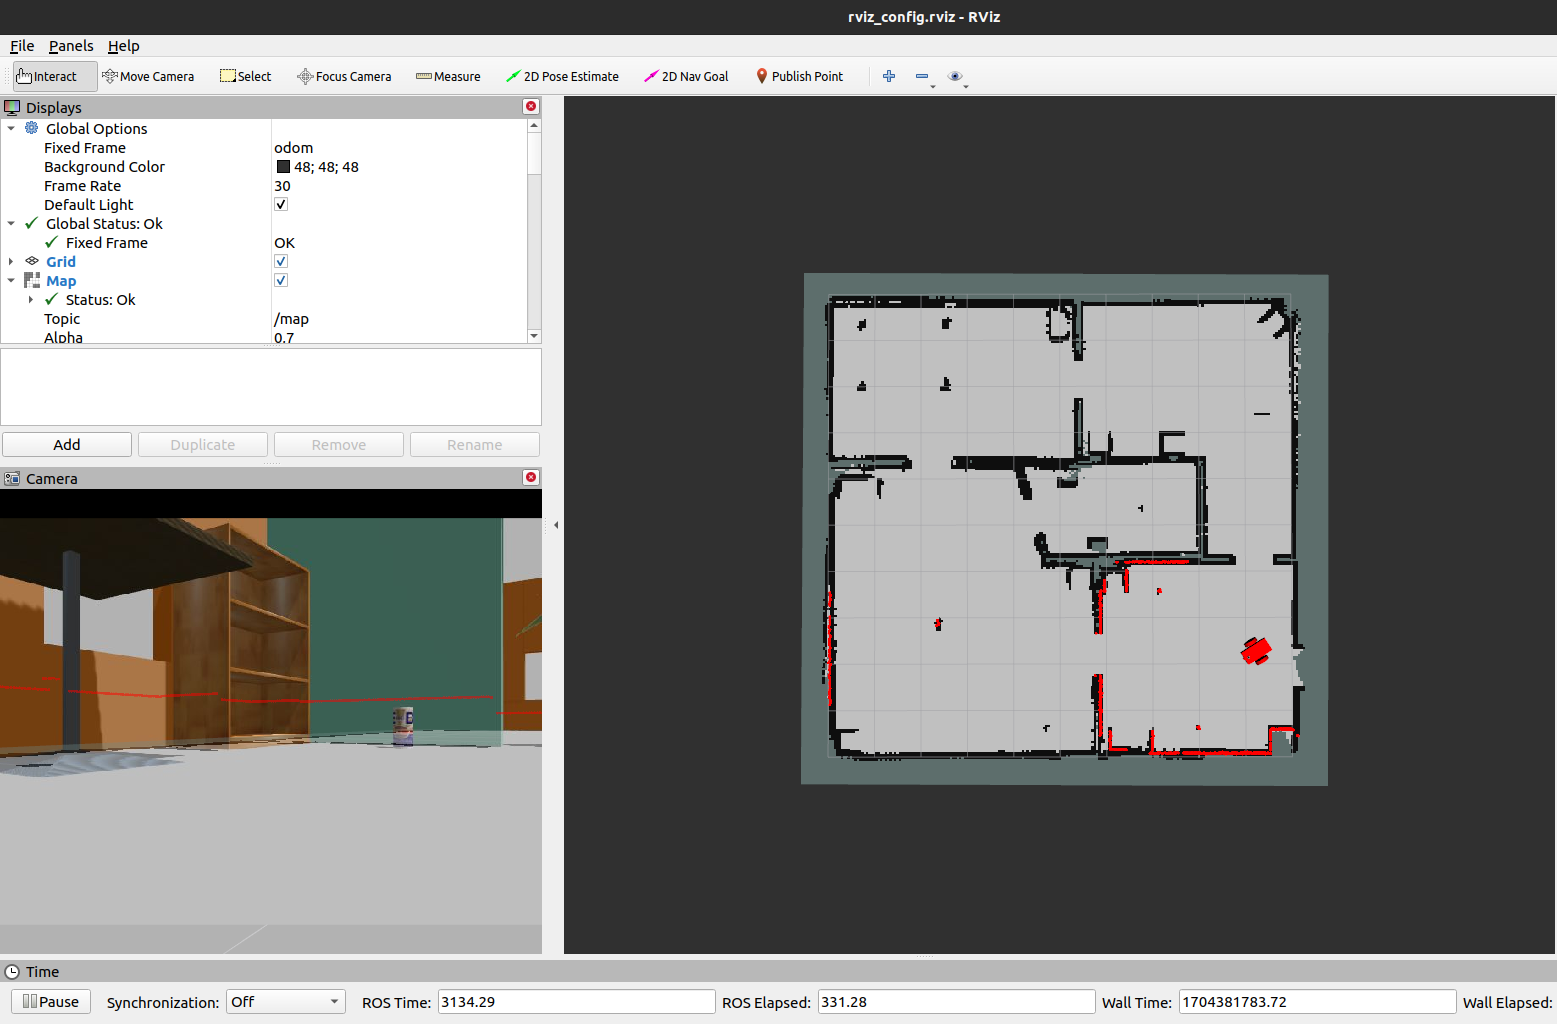 rviz_config.rviz - RViz
File Panels Help
Interact Move Camera Select Focus Camera Measure 2D Pose Estimate 2D Nav Goal Publish Point
Displays
Global Options
Fixed Frame odom
Background Color 48; 48; 48
Frame Rate 30
Default Light
Global Status: Ok
Fixed Frame OK
Grid
Map
Status: Ok
Topic /map
Alpha 0.7
Add Duplicate Remove Rename
Camera
Time
Pause Synchronization: Off ROS Time: 3134.29 ROS Elapsed: 331.28 Wall Time: 1704381783.72 Wall Elapsed: